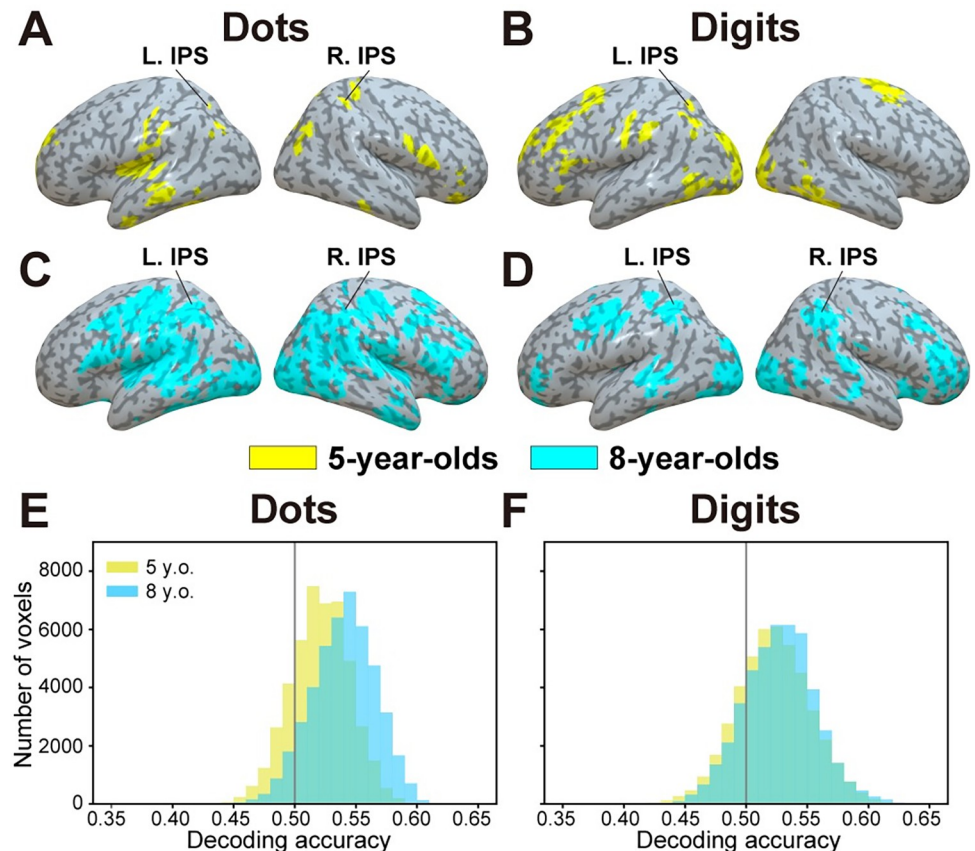 A
Dots
L. IPS
R. IPS
B
Digits
L. IPS
C
L. IPS
R. IPS
D
L. IPS
R. IPS
5-year-olds
8-year-olds
E
Dots
5 y.o.
8 y.o.
Number of voxels
8000
6000
4000
2000
0
0.35 0.40 0.45 0.50 0.55 0.60 0.65
Decoding accuracy
F
Digits
0.35 0.40 0.45 0.50 0.55 0.60 0.65
Decoding accuracy